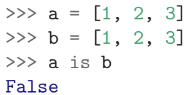 >>> a = [1, 2, 3]
>>> b = [1, 2, 3]
>>> a is b
False